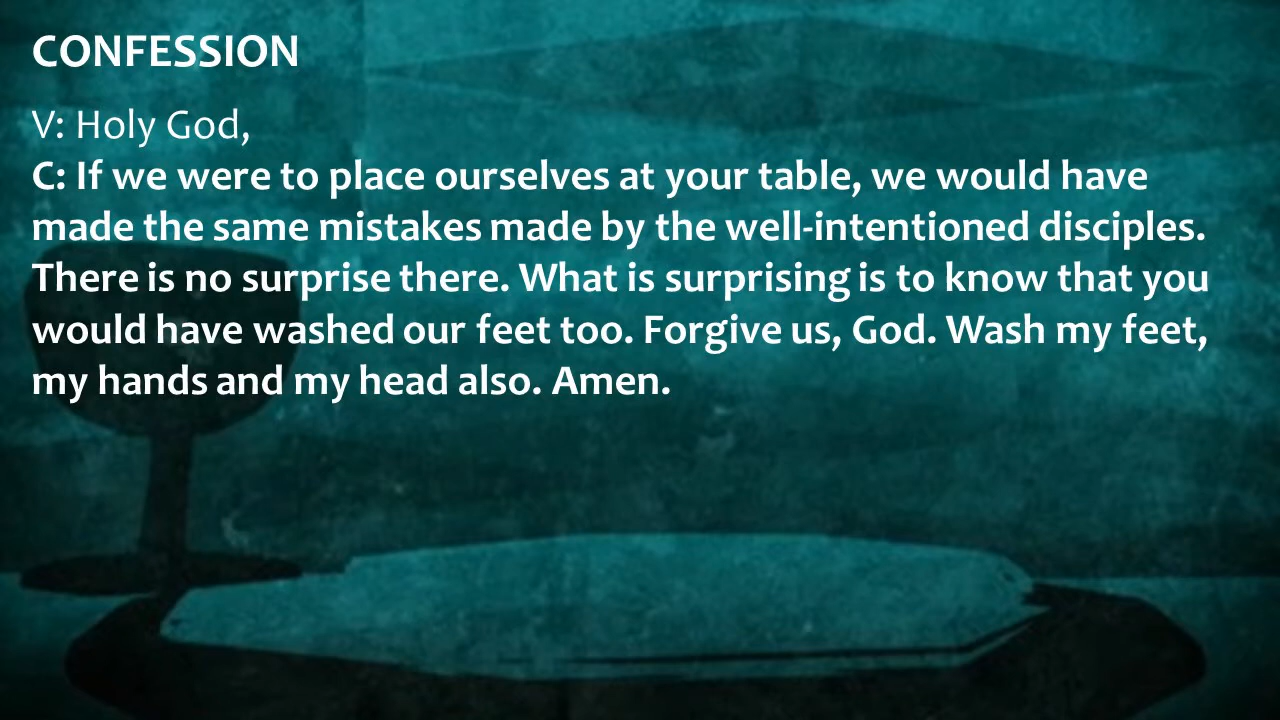 CONFESSION
V: Holy God,
C: If we were to place ourselves at your table, we would have
made the same mistakes made by the well-intentioned disciples.
There is no surprise there. What is surprising is to know that you
would have washed our feet too. Forgive us, God. Wash my feet,
my hands and my head also. Amen.